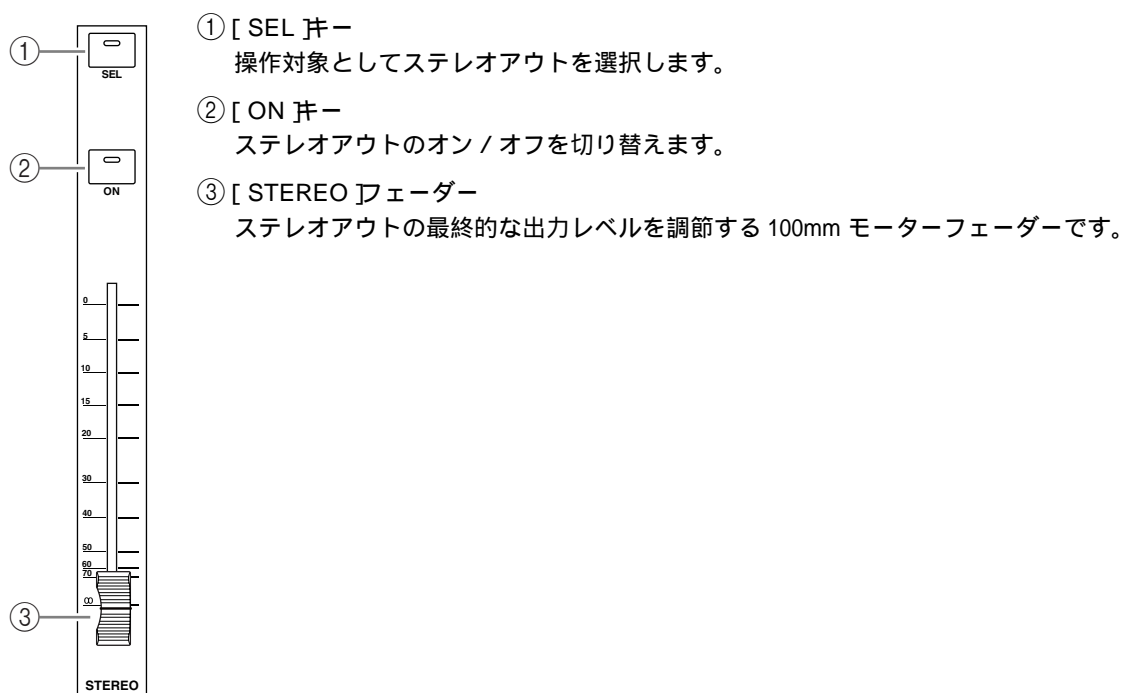 ① [ SEL ]キー
操作対象としてステレオアウトを選択します。
② [ ON ]キー
ステレオアウトのオン / オフを切り替えます。
③ [ STEREO ]フェーダー
ステレオアウトの最終的な出力レベルを調節する 100mm モーターフェーダーです。
①
SEL
②
ON
0
5
10
15
20
30
40
50
60
70
∞
③
STEREO